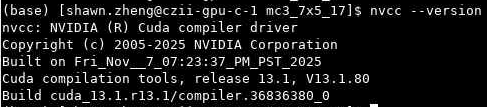 (base) [shawn.zheng@czii-gpu-c-1 mc3_7x5_17]$ nvcc --version
nvcc: NVIDIA (R) Cuda compiler driver
Copyright (c) 2005-2025 NVIDIA Corporation
Built on Fri_Nov__7_07:23:37_PM_PST_2025
Cuda compilation tools, release 13.1, V13.1.80
Build cuda_13.1.r13.1/compiler.36836380_0